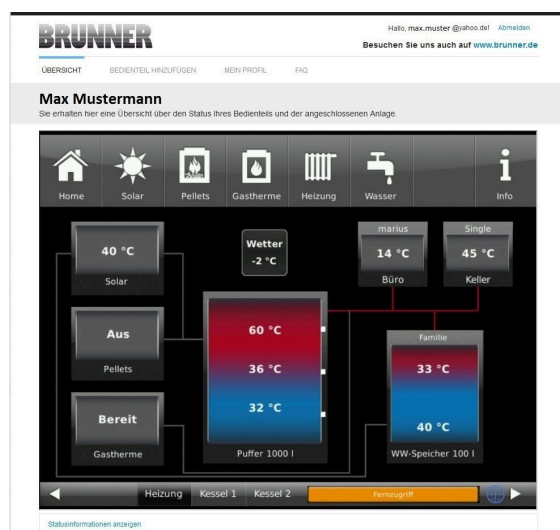 BRUNNER
Hallo, max.muster @yahoo.de! Abmelden
Besuchen Sie uns auch auf www.brunner.de
ÜBERSICHT BEDIENTEIL HINZUFÜGEN MEIN PROFIL FAQ
Max Mustermann
Sie erhalten hier eine Übersicht über den Status Ihres Bedienteils und der angeschlossenen Anlage.
Home Solar Pellets Gastherme Heizung Wasser Info
40 °C
Solar
Wetter
-2 °C
marius
14 °C
Büro
Single
45 °C
Keller
Aus
Pellets
60 °C
36 °C
32 °C
Puffer 1000 l
Familie
33 °C
40 °C
WW-Speicher 100 l
Bereit
Gastherme
Heizung Kessel 1 Kessel 2 Fernzugriff
Statusinformationen anzeigen